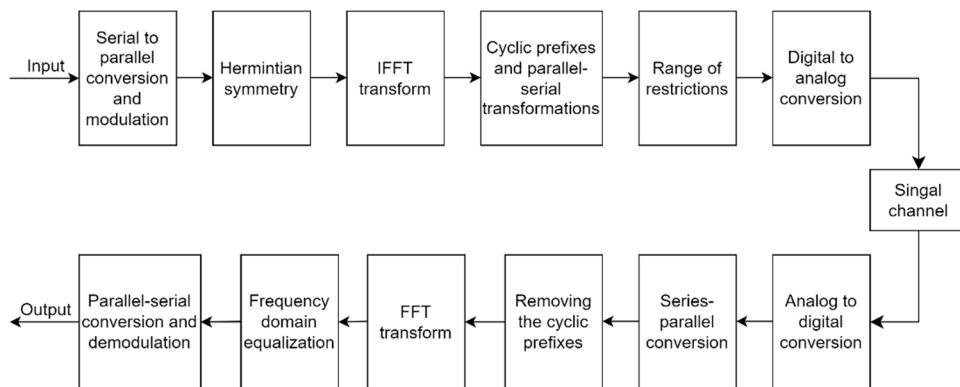 Input
Serial to
parallel
conversion
and
modulation
Hermintian
symmetry
IFFT
transform
Cyclic prefixes
and parallel-
serial
transformations
Range of
restrictions
Digital to
analog
conversion
Singal
channel
Output
Parallel-serial
conversion and
demodulation
Frequency
domain
equalization
FFT
transform
Removing
the cyclic
prefixes
Series-
parallel
conversion
Analog to
digital
conversion